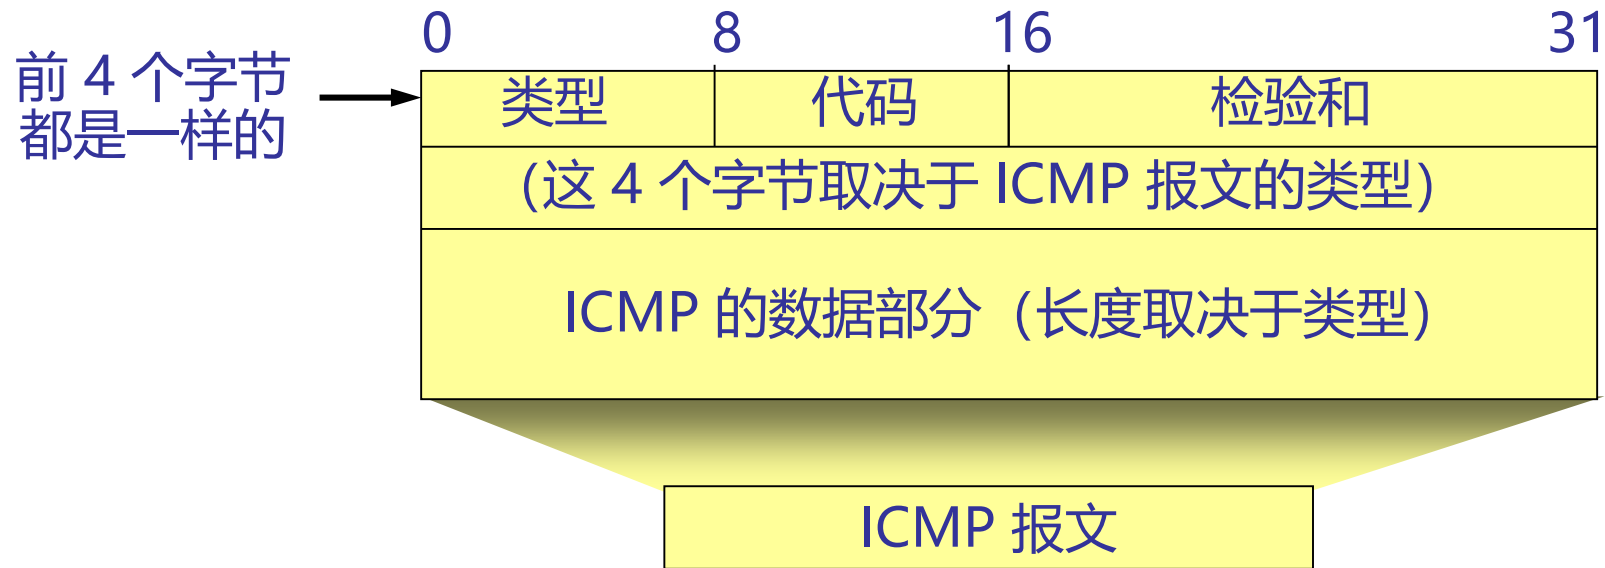 0 8 16 31
前 4 个字节
都是一样的
类型 代码 检验和
（这 4 个字节取决于 ICMP 报文的类型）
ICMP 的数据部分（长度取决于类型）
ICMP 报文